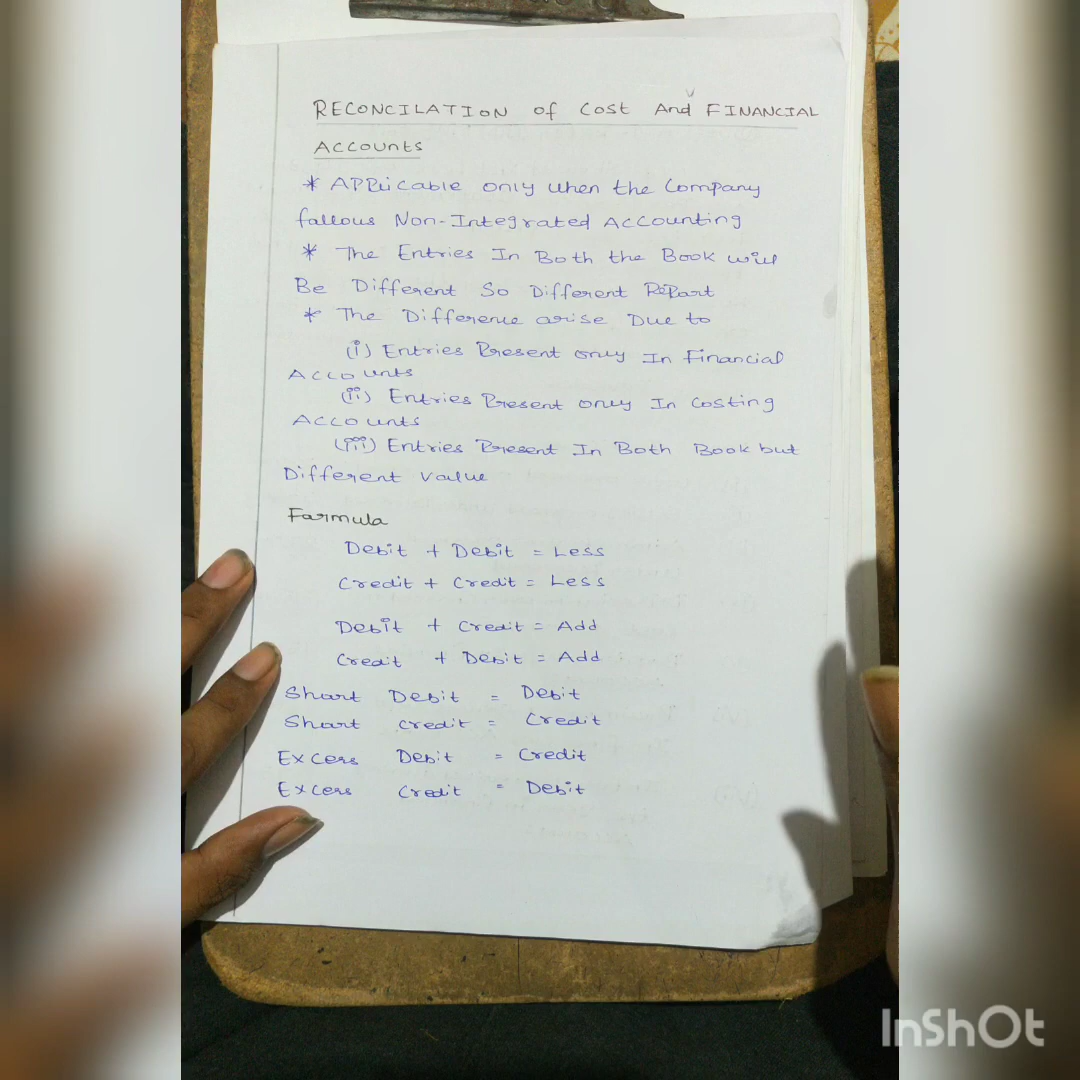 RECONCILATION of Cost And FINANCIAL
ACCOUNTS
* APPlicable only when the Company
fallows Non-Integrated Accounting
* The Entries In Both the Book will
Be Different So Different RePart
* The Difference arise Due to
(i) Entries Present only In Financial
Accounts
(ii) Entries Present only In Costing
Accounts
(iii) Entries Present In Both Book but
Different value
Farmula
Debit + Debit = Less
Credit + Credit = Less
Debit + Credit = Add
Credit + Debit = Add
Shart Debit = Debit
Shart Credit = Credit
Excess Debit = Credit
Excess Credit = Debit
InShOt